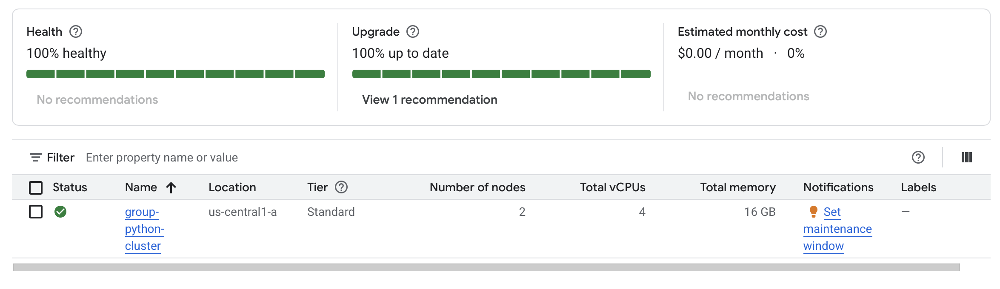 Health
100% healthy
No recommendations
Upgrade
100% up to date
View 1 recommendation
Estimated monthly cost
$0.00 / month · 0%
No recommendations
Filter Enter property name or value
Status Name Location Tier Number of nodes Total vCPUs Total memory Notifications Labels
group- us-central1-a Standard 2 4 16 GB Set –
python- maintenance
cluster window